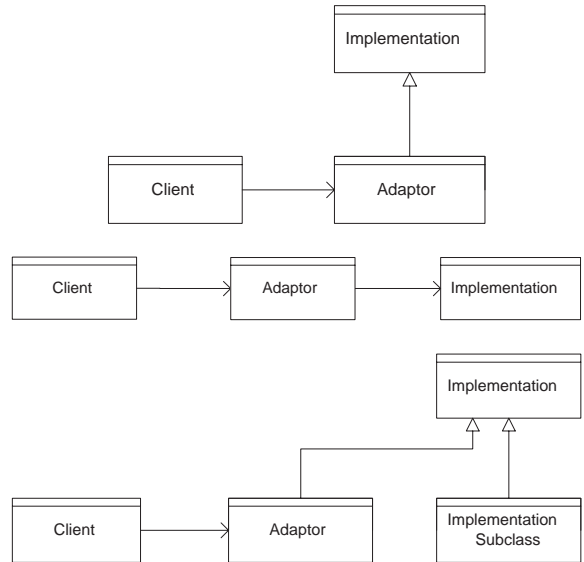 Implementation
Client
Adaptor
Client
Adaptor
Implementation
Implementation
Client
Adaptor
Implementation
Subclass